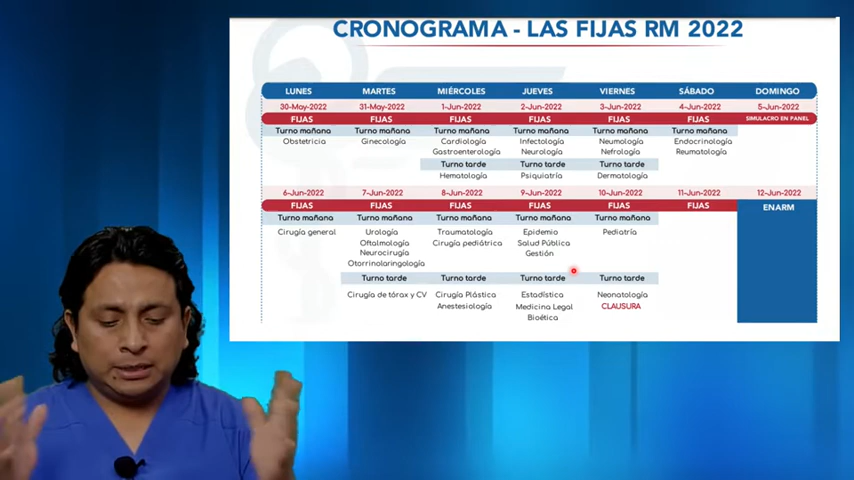 CRONOGRAMA - LAS FIJAS RM 2022
LUNES MARTES MIÉRCOLES JUEVES VIERNES SÁBADO DOMINGO
30-May-2022 31-May-2022 1-Jun-2022 2-Jun-2022 3-Jun-2022 4-Jun-2022 5-Jun-2022
FIJAS FIJAS FIJAS FIJAS FIJAS FIJAS SIMULACRO EN PANEL
Turno mañana Turno mañana Turno mañana Turno mañana Turno mañana Turno mañana
Obstetricia Ginecología Cardiología Infectología Neumología Endocrinología
Gastroenterología Neurología Nefrología Reumatología
Turno tarde Turno tarde Turno tarde
Hematología Psiquiatría Dermatología
6-Jun-2022 7-Jun-2022 8-Jun-2022 9-Jun-2022 10-Jun-2022 11-Jun-2022 12-Jun-2022
FIJAS FIJAS FIJAS FIJAS FIJAS FIJAS ENARM
Turno mañana Turno mañana Turno mañana Turno mañana Turno mañana
Cirugía general Urología Traumatología Epidemio Pediatría
Oftalmología Cirugía pediátrica Salud Pública
Neurocirugía Gestión
Otorrinolaringología
Turno tarde Turno tarde Turno tarde Turno tarde
Cirugía de tórax y CV Cirugía Plástica Estadística Neonatología
Anestesiología Medicina Legal CLAUSURA
Bioética